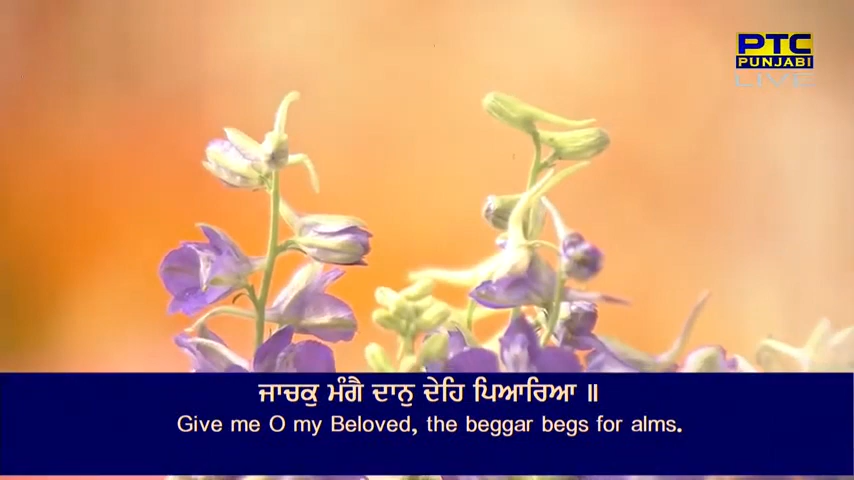 PTC
PUNJABI
LIVE
ਜਾਚਕੁ ਮੰਗੈ ਦਾਨੁ ਦੇਹਿ ਪਿਆਰਿਆ ॥
Give me O my Beloved, the beggar begs for alms.